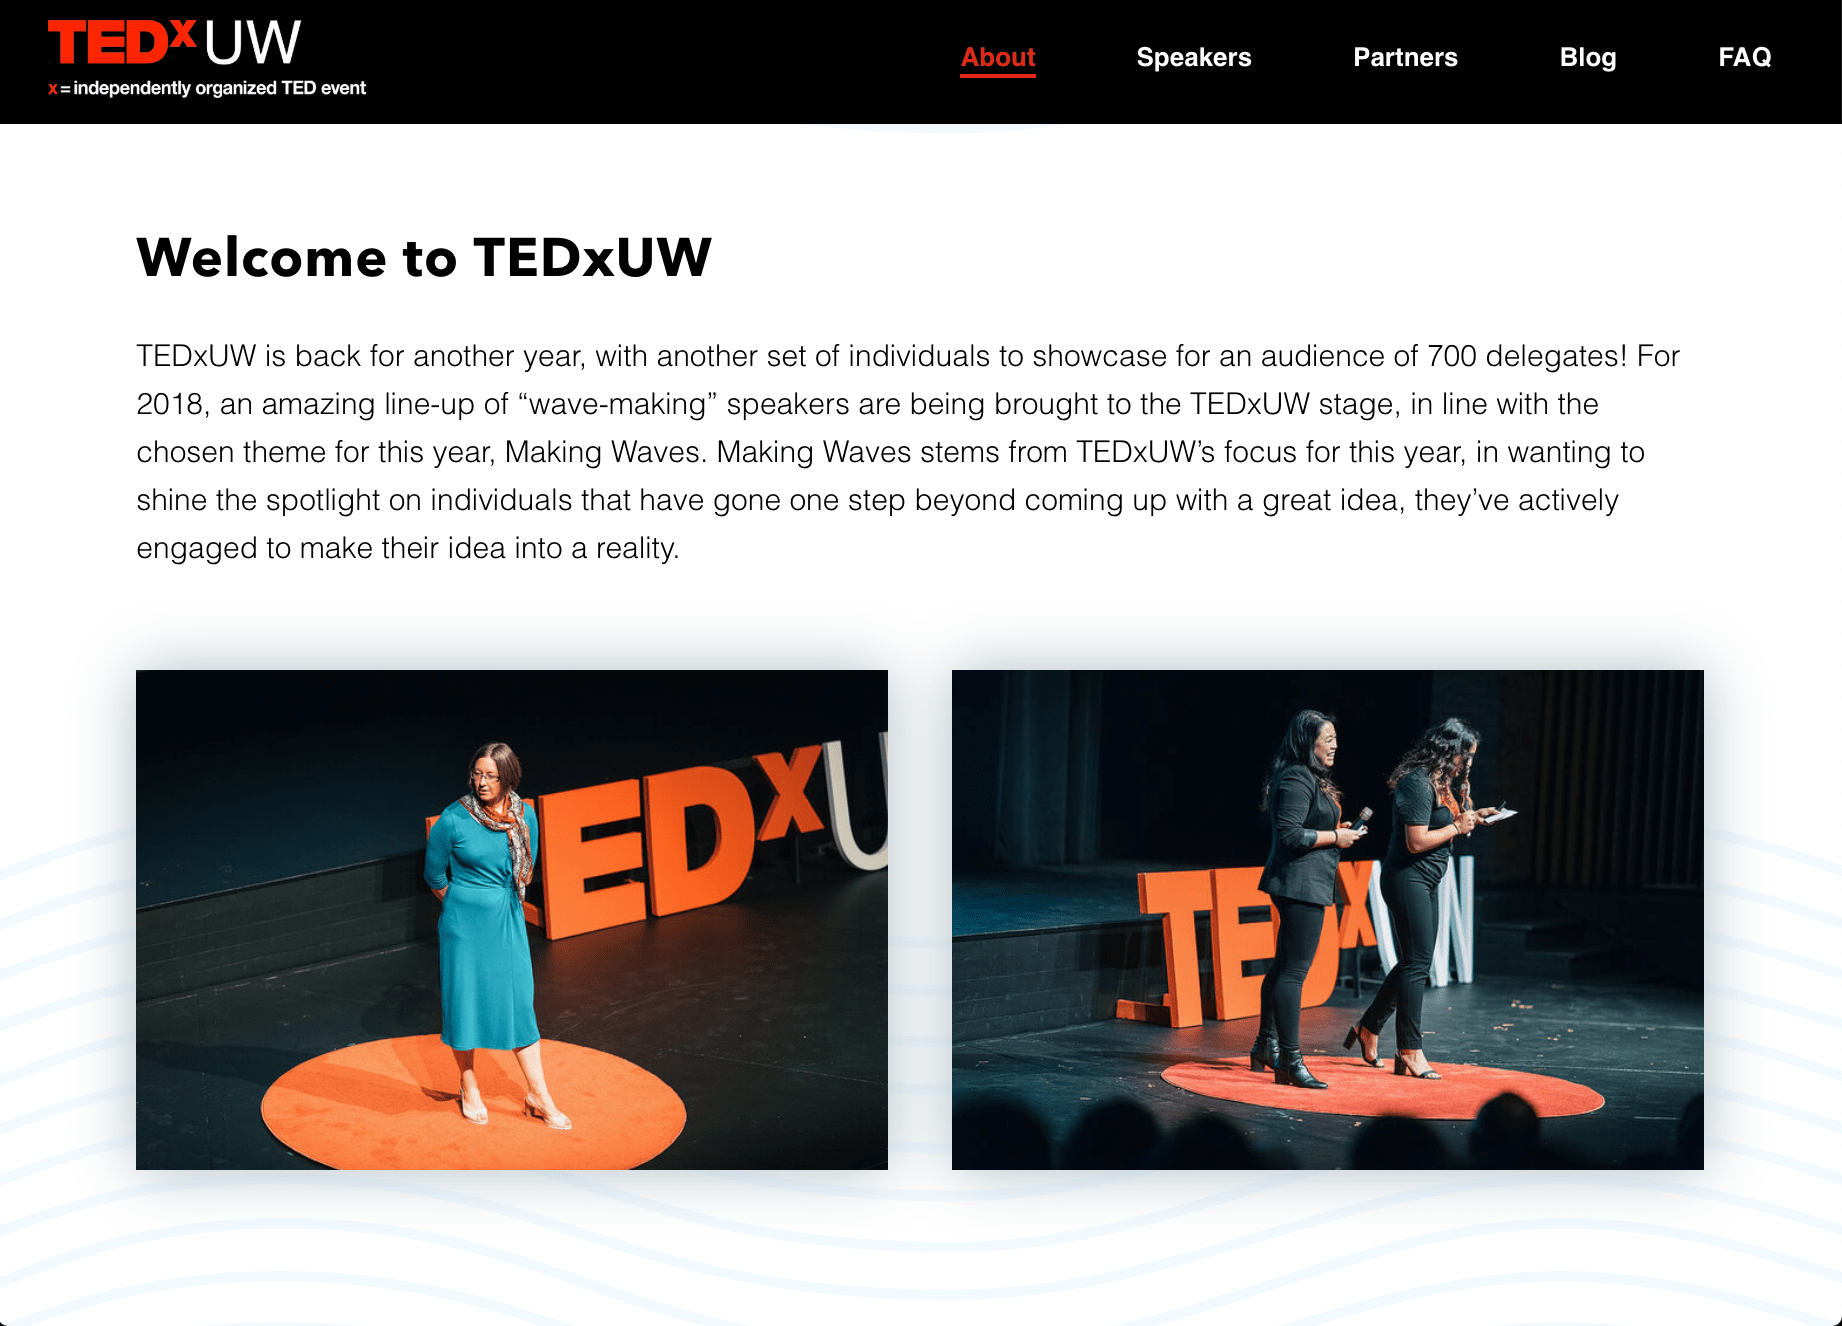 TEDxUW
x = independently organized TED event
About Speakers Partners Blog FAQ
Welcome to TEDxUW
TEDxUW is back for another year, with another set of individuals to showcase for an audience of 700 delegates! For
2018, an amazing line-up of “wave-making” speakers are being brought to the TEDxUW stage, in line with the
chosen theme for this year, Making Waves. Making Waves stems from TEDxUW’s focus for this year, in wanting to
shine the spotlight on individuals that have gone one step beyond coming up with a great idea, they’ve actively
engaged to make their idea into a reality.
TEDxU
TEDxUW